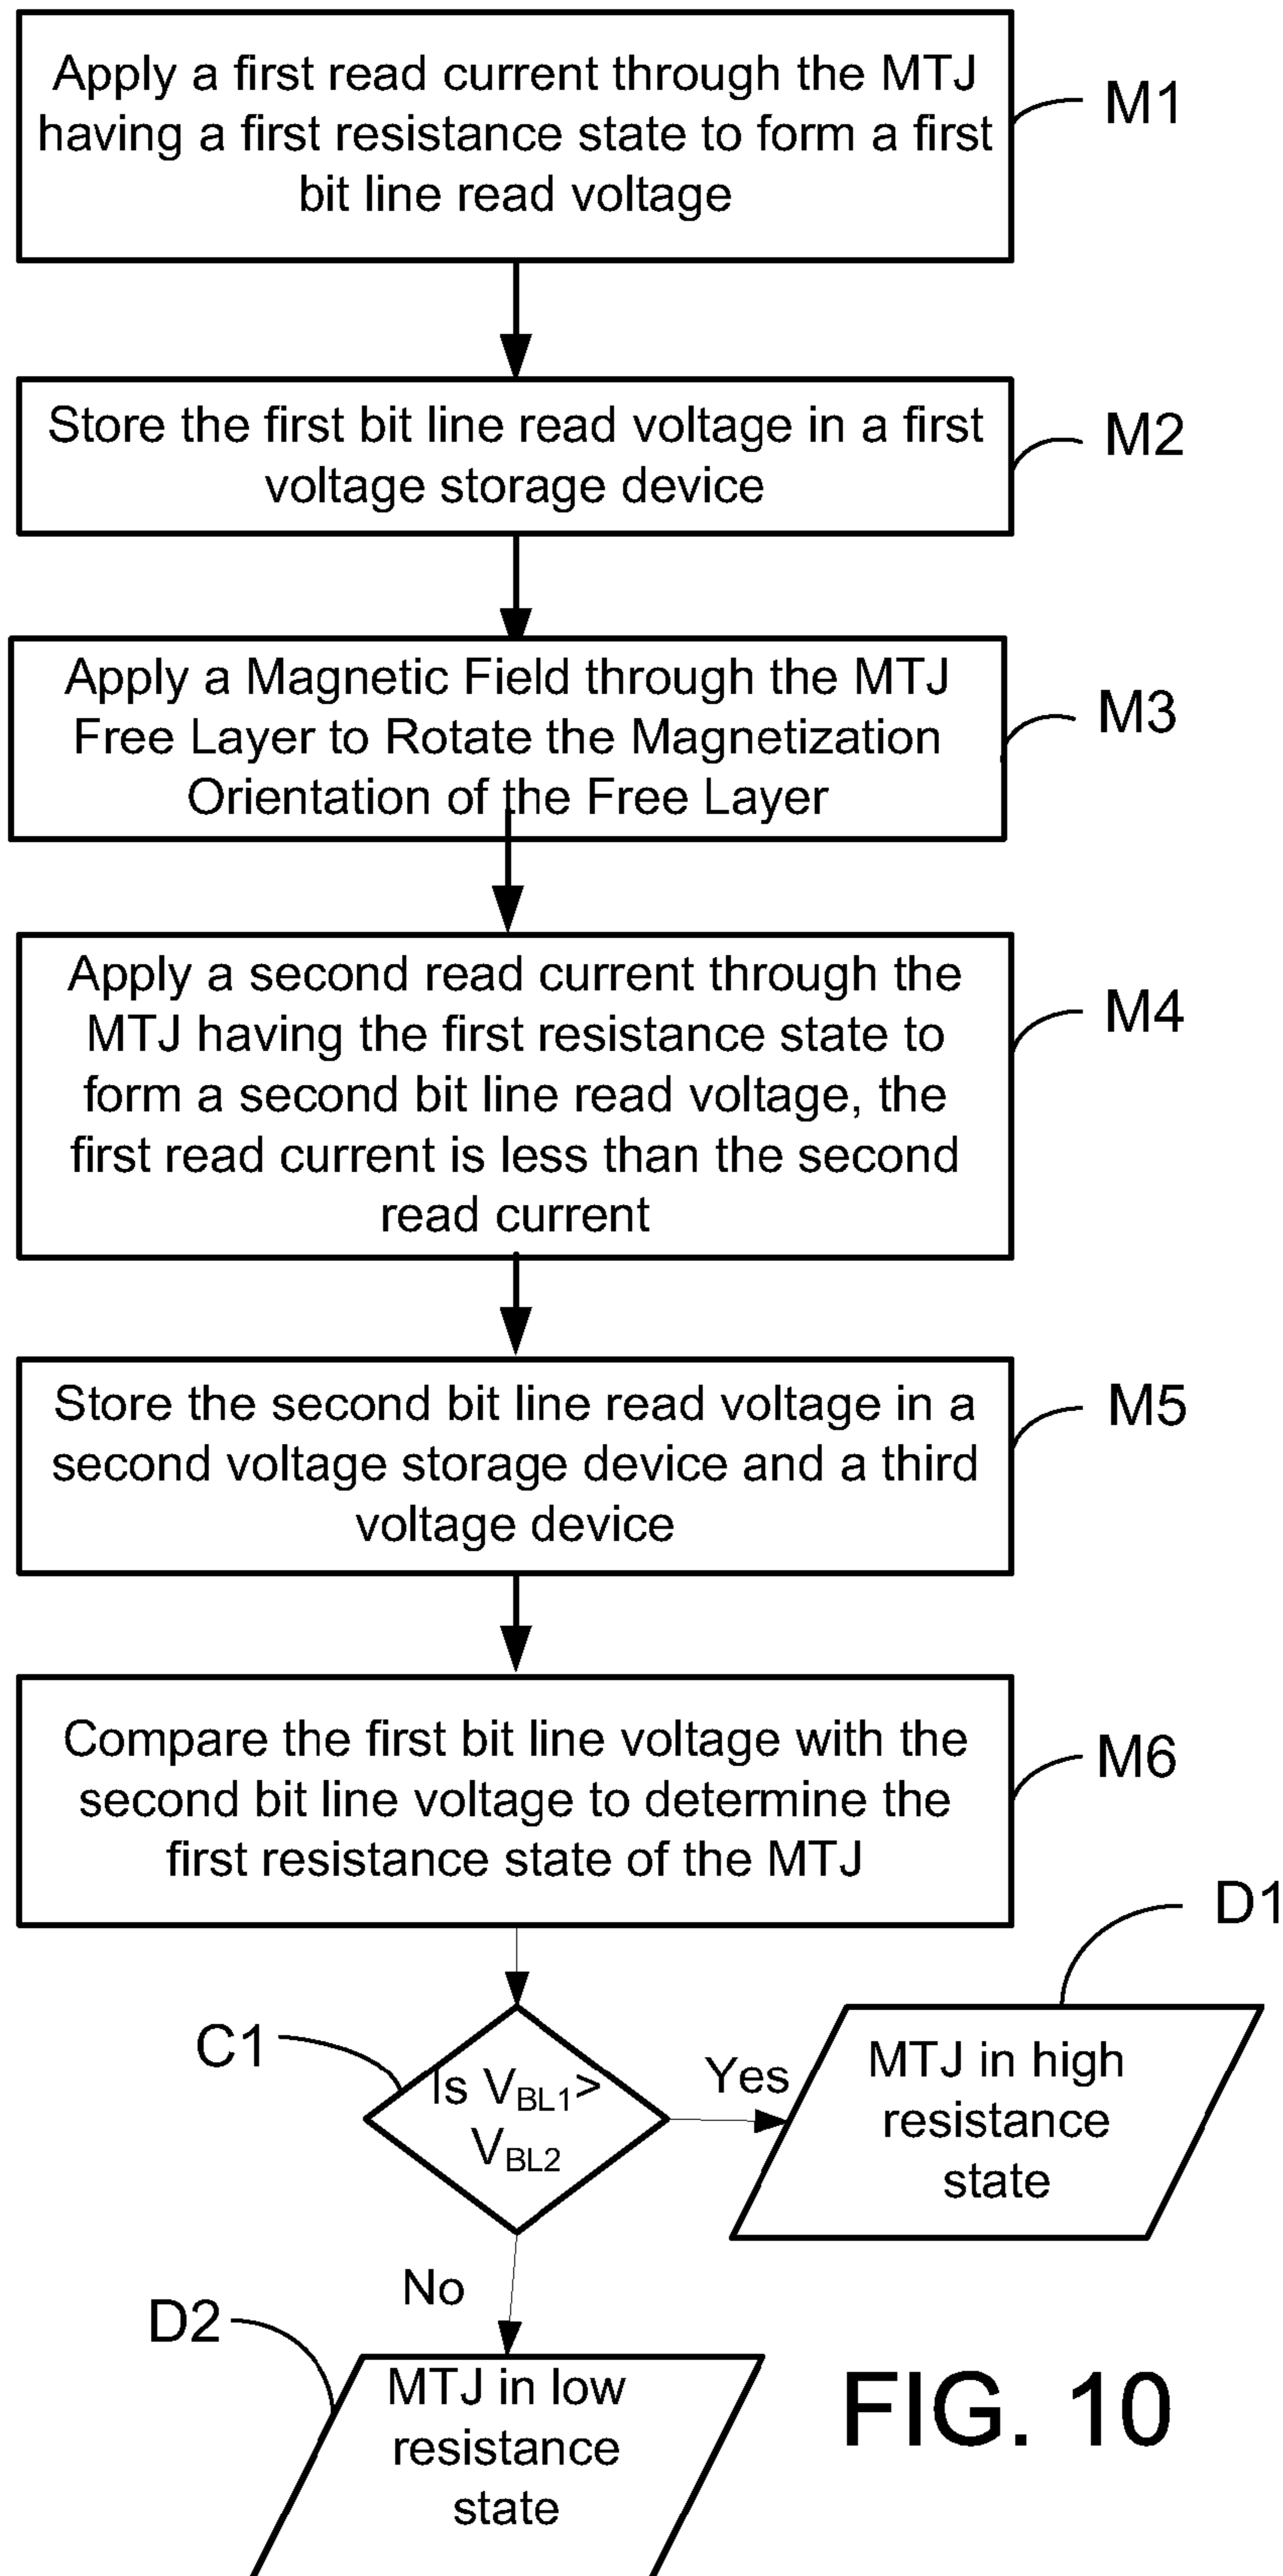 Apply a first read current through the MTJ
having a first resistance state to form a first
bit line read voltage
M1
Store the first bit line read voltage in a first
voltage storage device
M2
Apply a Magnetic Field through the MTJ
Free Layer to Rotate the Magnetization
Orientation of the Free Layer
M3
Apply a second read current through the
MTJ having the first resistance state to
form a second bit line read voltage, the
first read current is less than the second
read current
M4
Store the second bit line read voltage in a
second voltage storage device and a third
voltage device
M5
Compare the first bit line voltage with the
second bit line voltage to determine the
first resistance state of the MTJ
M6
D1
C1
Is VBL1>
VBL2
Yes
MTJ in high
resistance
state
No
D2
MTJ in low
resistance
state
FIG. 10